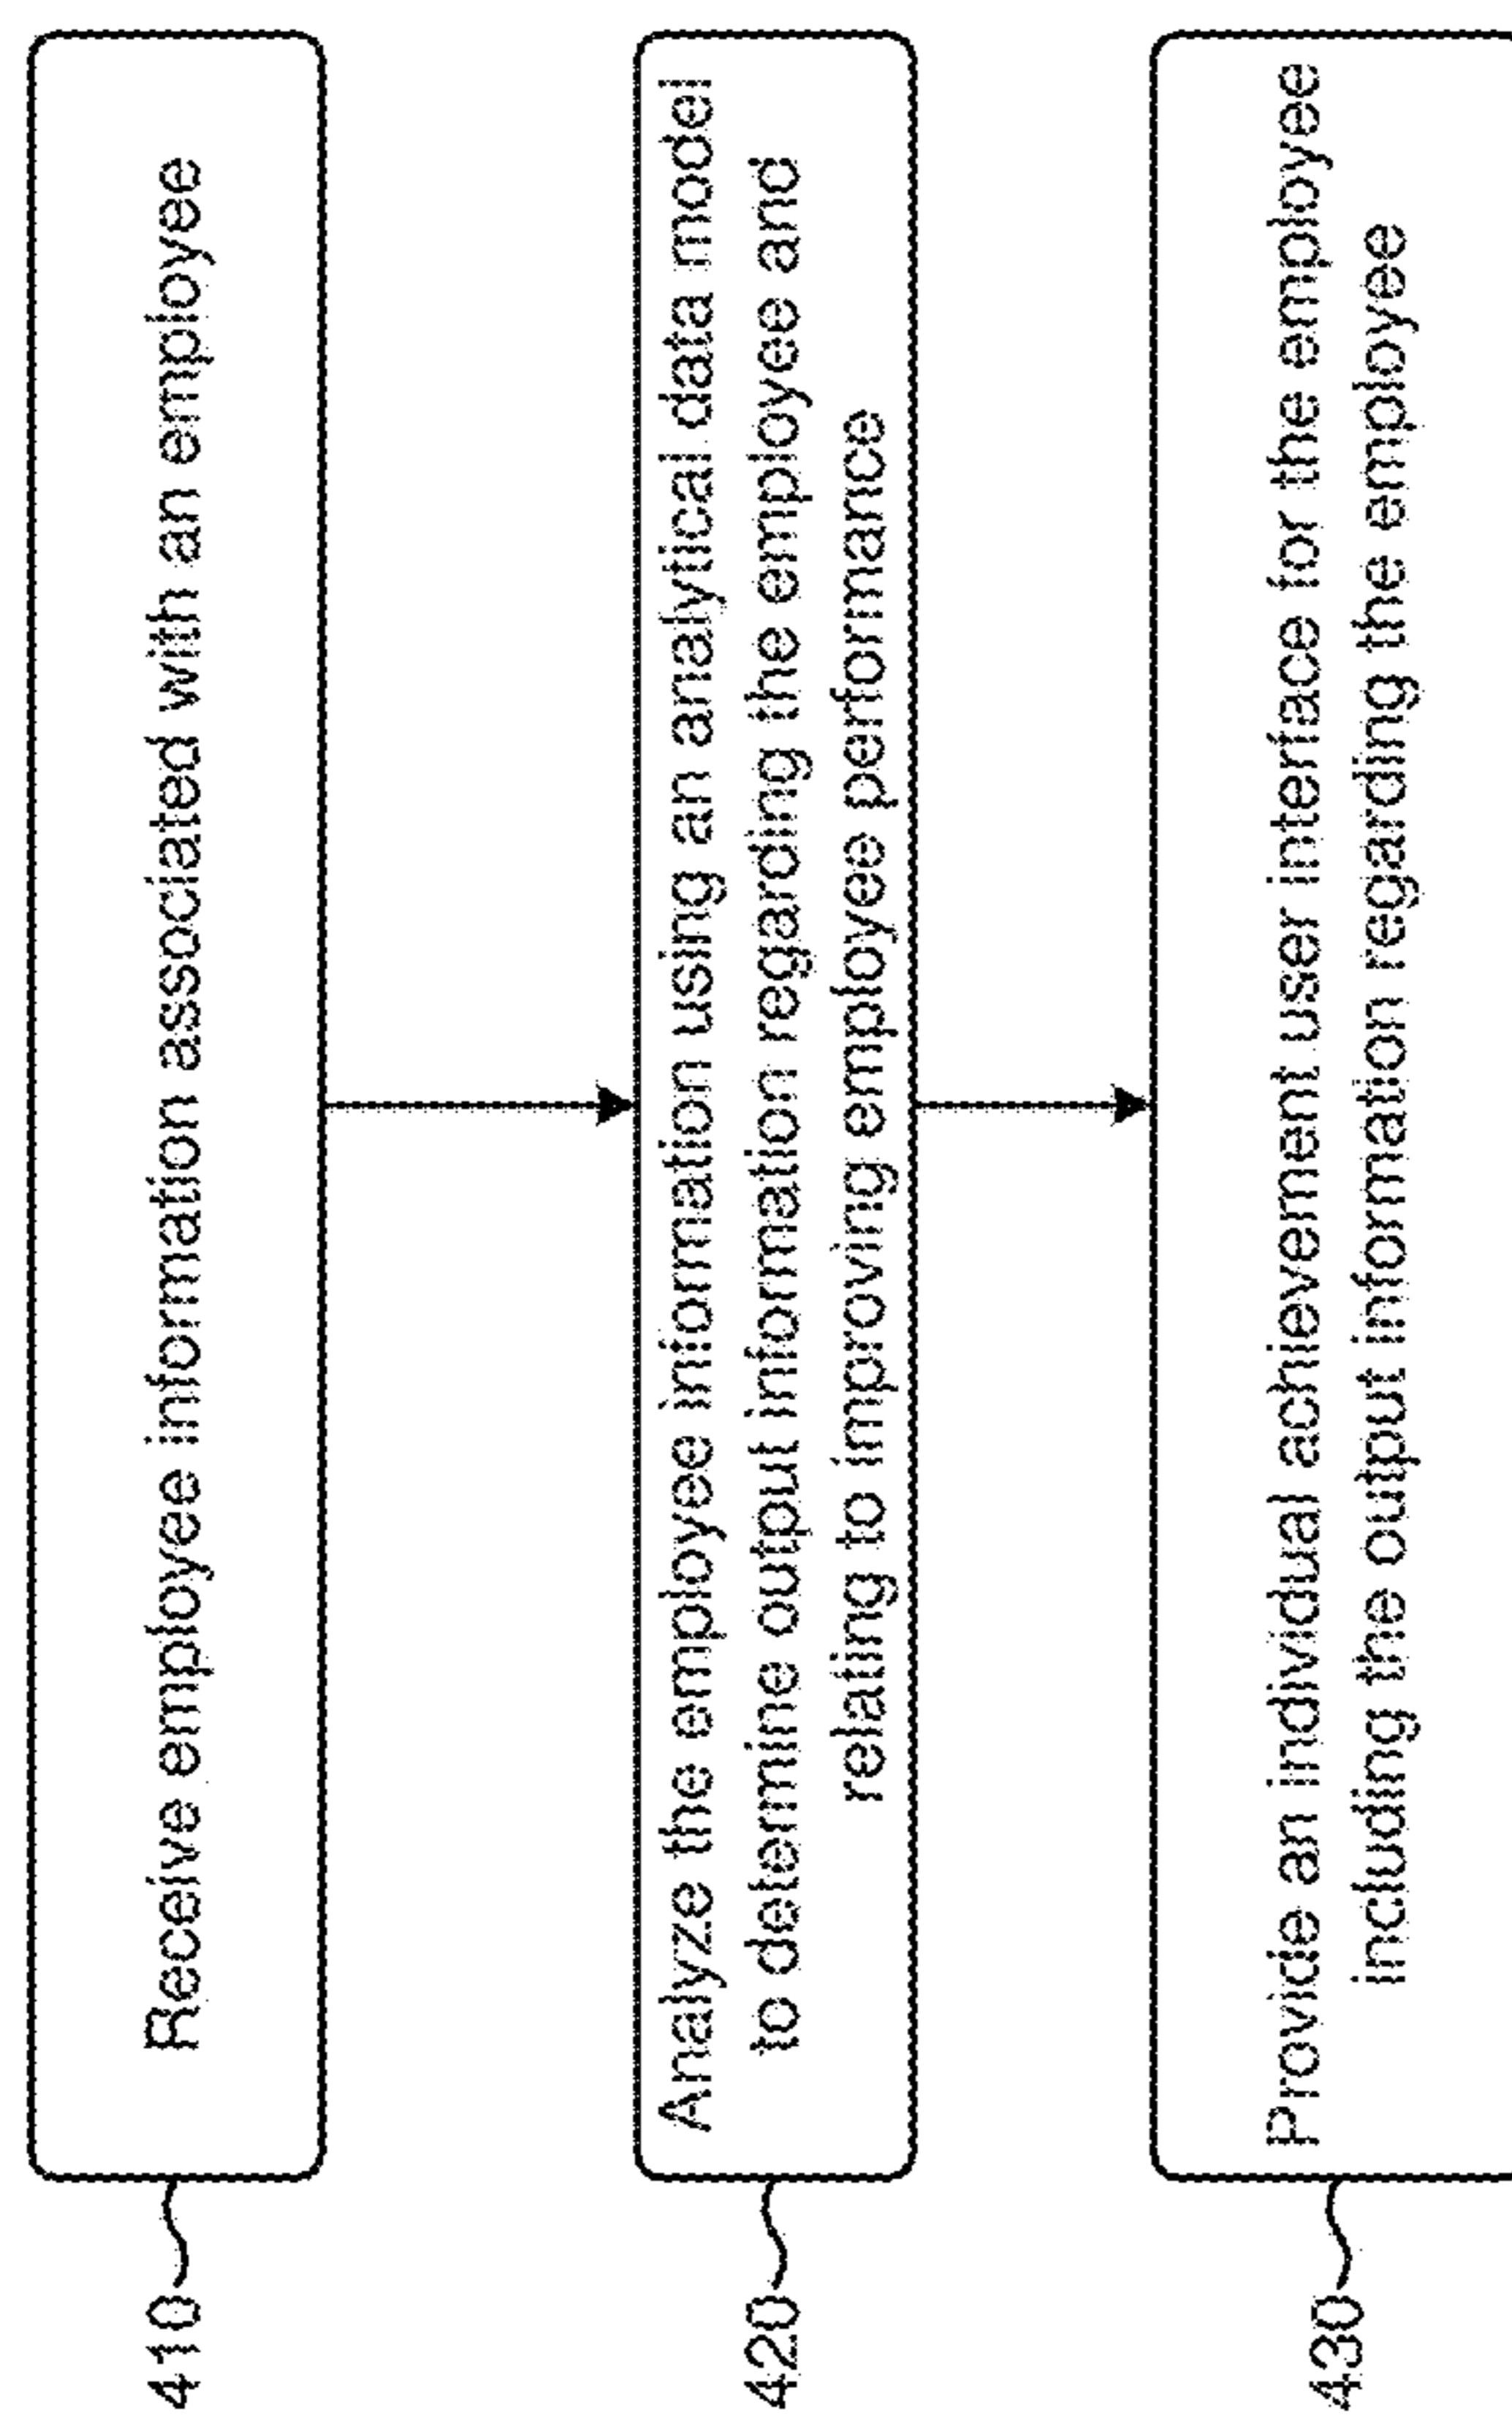 410
Receive employee information associated with an employee
420
Analyze the employee information using an analytical data model
to determine output information regarding the employee and
relating to improving employee performance
430
Provide an individual achievement user interface for the employee
including the output information regarding the employee